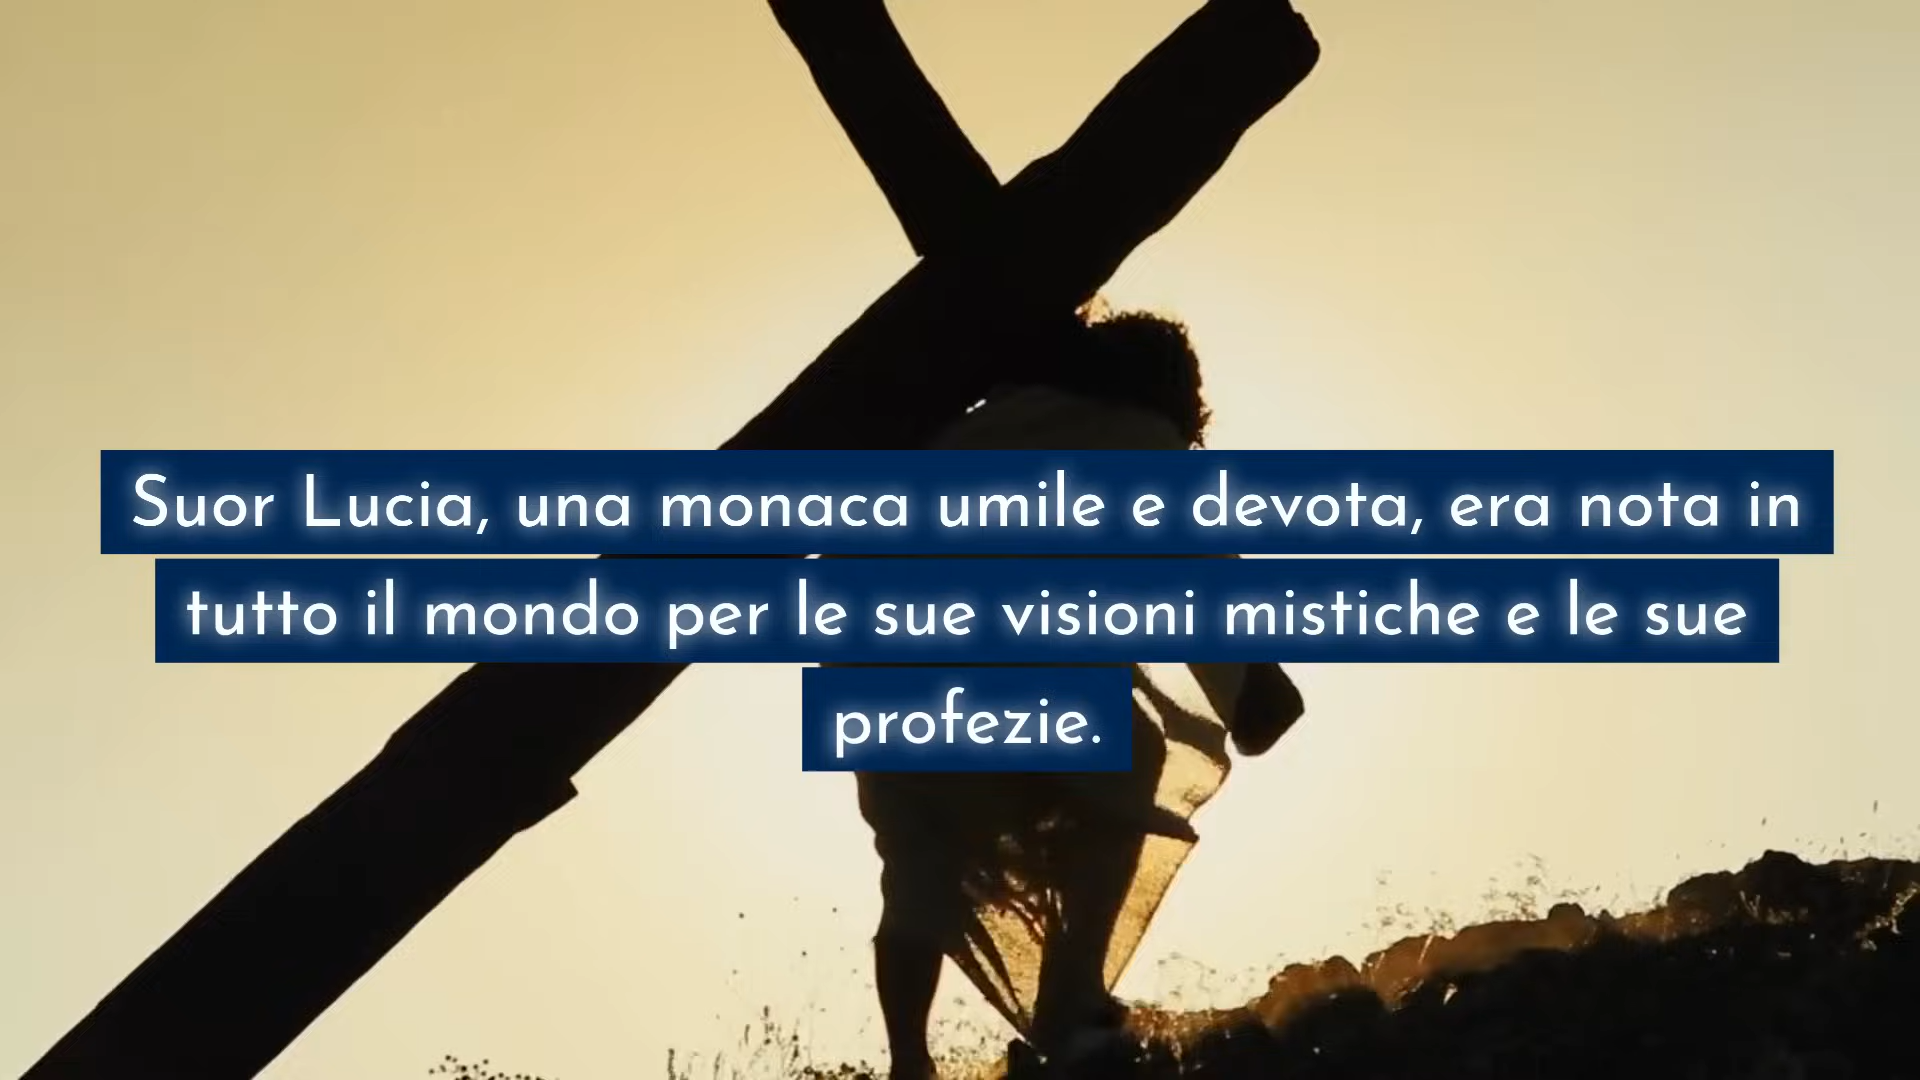 Suor Lucia, una monaca umile e devota, era nota in
tutto il mondo per le sue visioni mistiche e le sue
profezie.